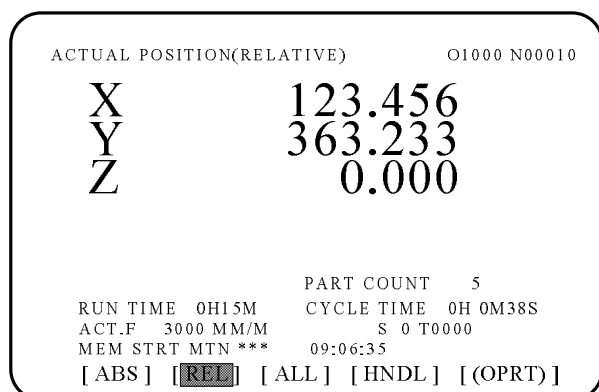 ACTUAL POSITION(RELATIVE) O1000 N00010
X 123.456
Y 363.233
Z 0.000
PART COUNT 5
RUN TIME 0H15M CYCLE TIME 0H 0M38S
ACT.F 3000 MM/M S 0 T0000
MEM STRT MTN *** 09:06:35
[ ABS ] [ REL ] [ ALL ] [ HNDL ] [ (OPRT) ]